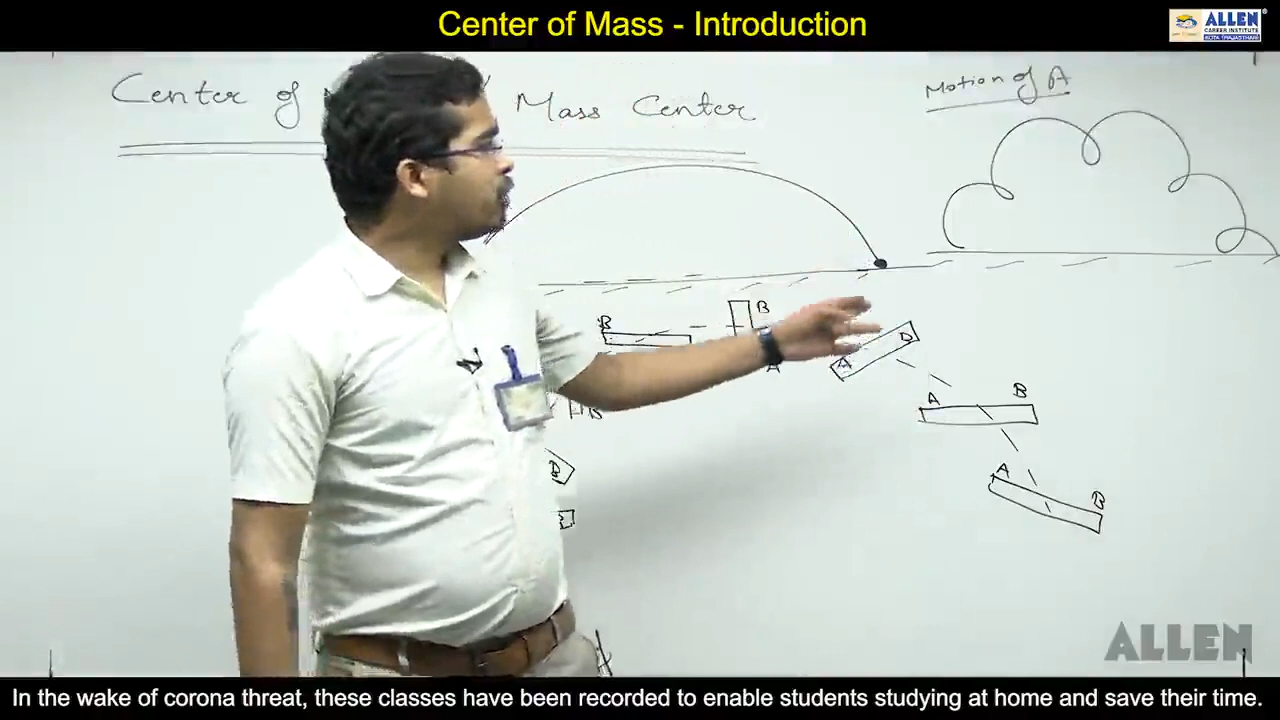 Center of Mass - Introduction
ALLEN
CAREER INSTITUTE
KOTA (RAJASTHAN)
Center of
Mass Center
Motion of A
B
B
A
A
B
A
B
B
B
A
B
ALLEN
In the wake of corona threat, these classes have been recorded to enable students studying at home and save their time.